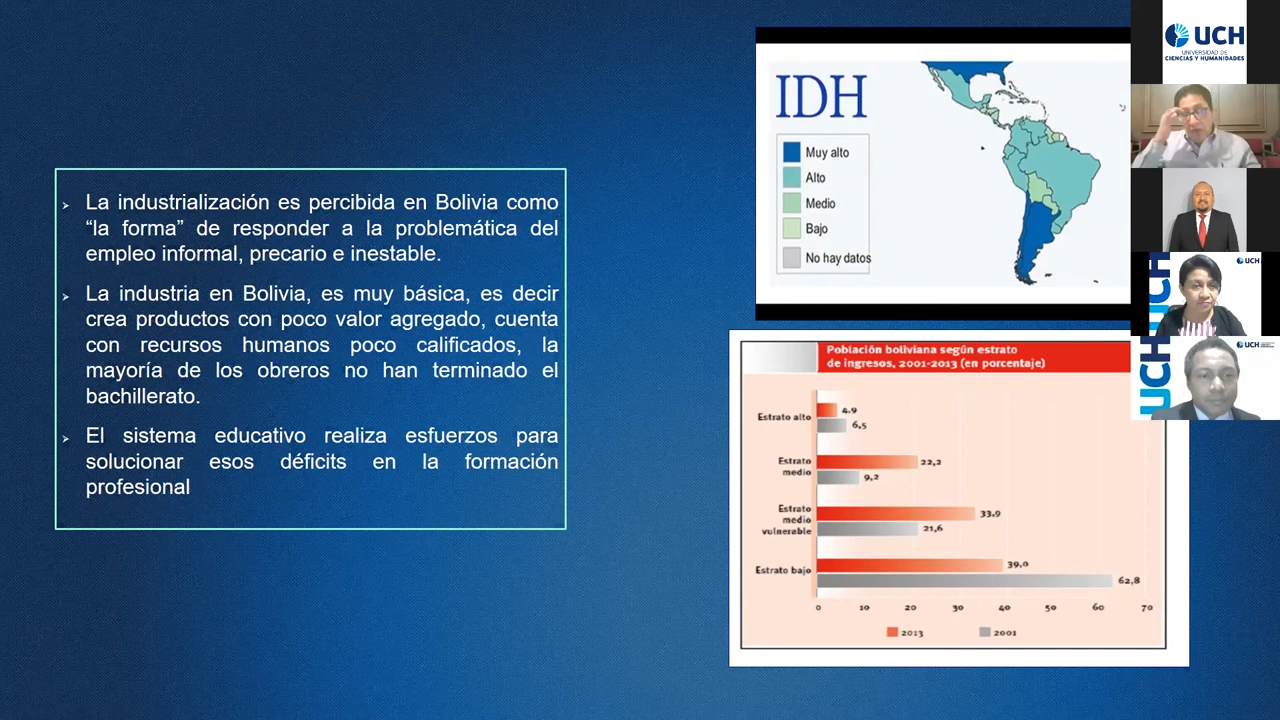 La industrialización es percibida en Bolivia como
“la forma” de responder a la problemática del
empleo informal, precario e inestable.
La industria en Bolivia, es muy básica, es decir
crea productos con poco valor agregado, cuenta
con recursos humanos poco calificados, la
mayoría de los obreros no han terminado el
bachillerato.
El sistema educativo realiza esfuerzos para
solucionar esos déficits en la formación
profesional
IDH
Muy alto
Alto
Medio
Bajo
No hay datos
Población boliviana según estrato
de ingresos, 2001-2013 (en porcentaje)
Estrato alto
4.9
6,5
Estrato
medio
22,2
9,2
Estrato
medio
vulnerable
33,9
21,6
Estrato bajo
39,0
62,8
0 10 20 30 40 50 60 70
2013 2001
UCH
UNIVERSIDAD DE
CIENCIAS Y HUMANIDADES
UCH
UCH
UCH
UCH